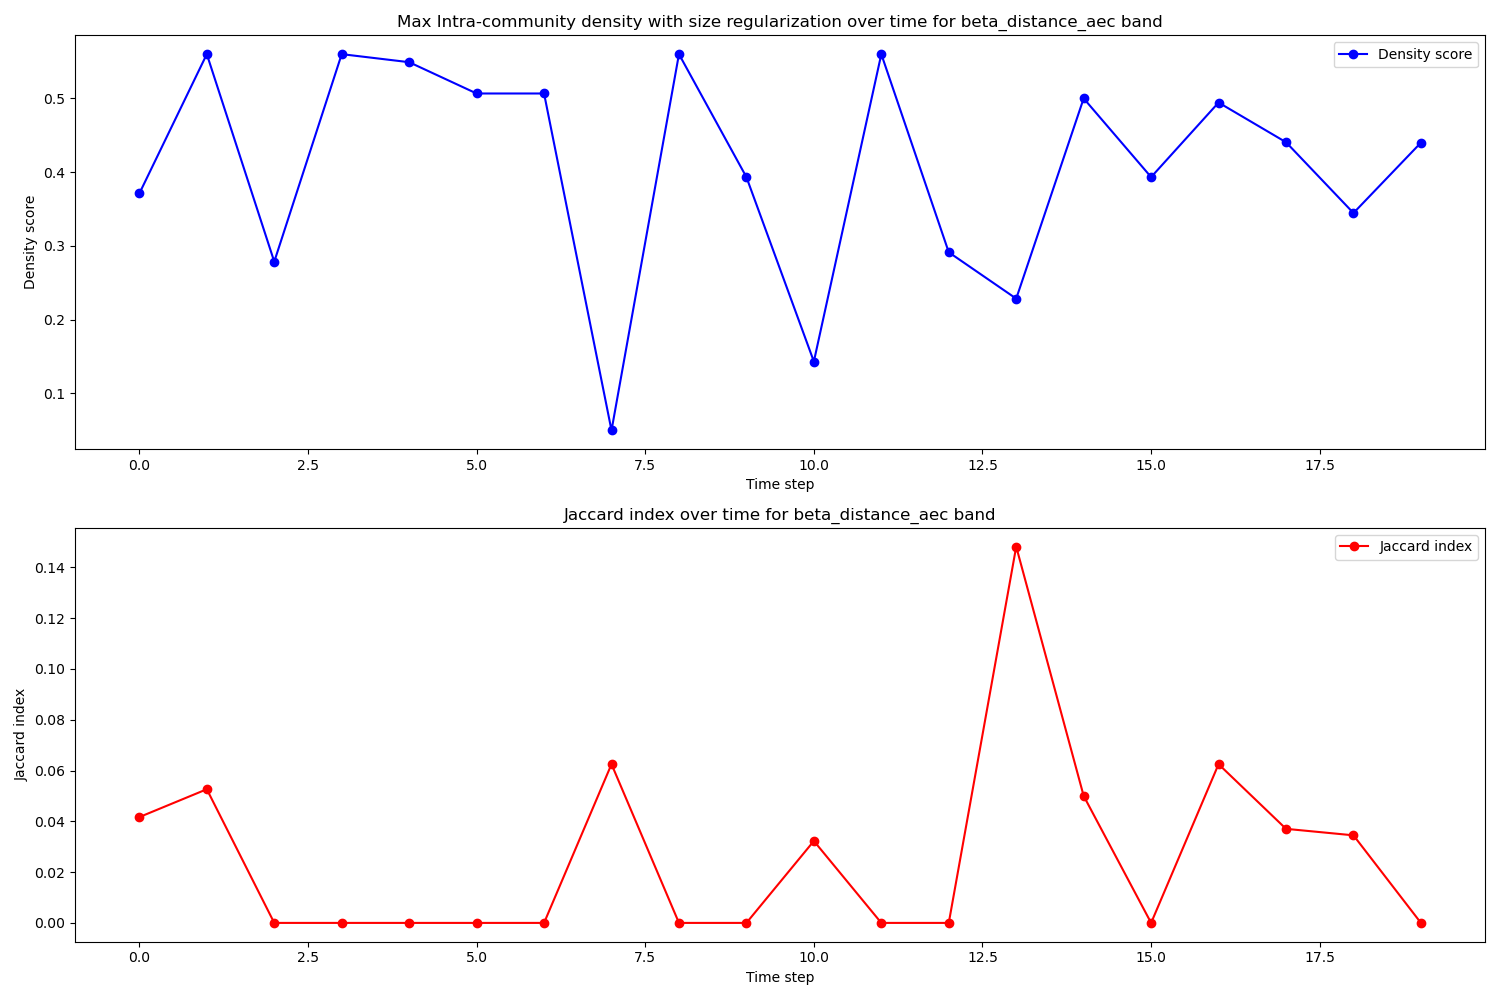 Max Intra-community density with size regularization over time for beta_distance_aec band
Density score
Density score
0.5
0.4
0.3
0.2
0.1
0.0 2.5 5.0 7.5 10.0 12.5 15.0 17.5
Time step
Jaccard index over time for beta_distance_aec band
Jaccard index
Jaccard index
0.14
0.12
0.10
0.08
0.06
0.04
0.02
0.00
0.0 2.5 5.0 7.5 10.0 12.5 15.0 17.5
Time step